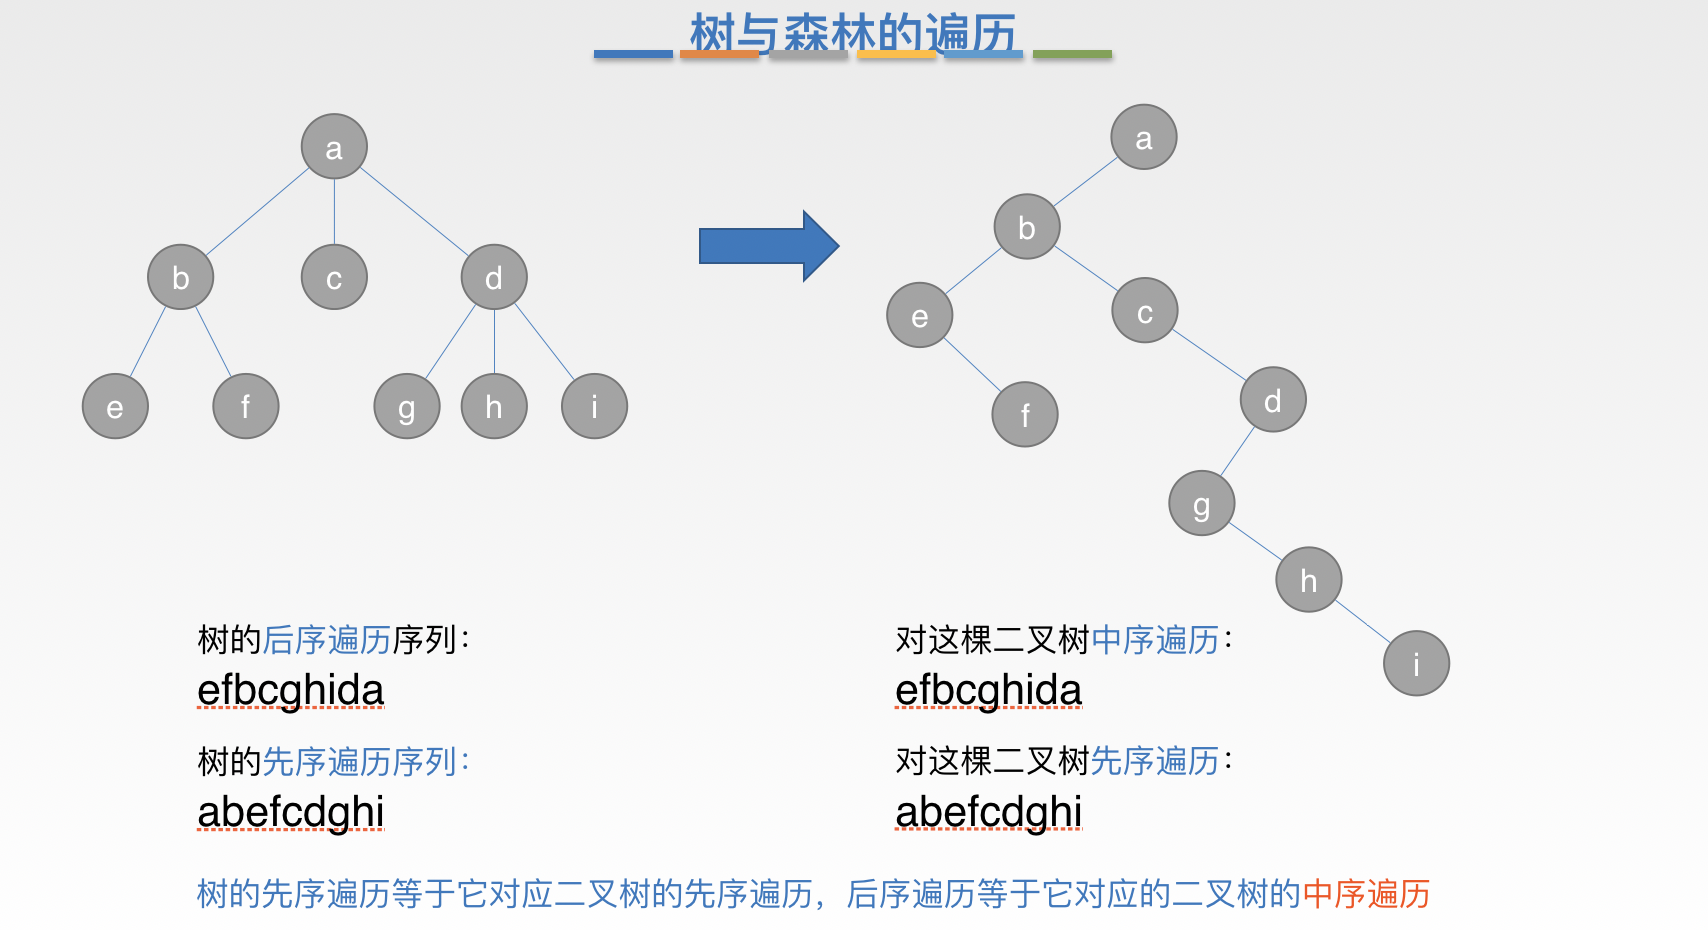 树与森林的遍历
a
b c d
e f g h i
a
b
e c
f d
g
h
i
树的后序遍历序列：
efbcghida
树的先序遍历序列：
abefcdghi
对这棵二叉树中序遍历：
efbcghida
对这棵二叉树先序遍历：
abefcdghi
树的先序遍历等于它对应二叉树的先序遍历，后序遍历等于它对应的二叉树的中序遍历